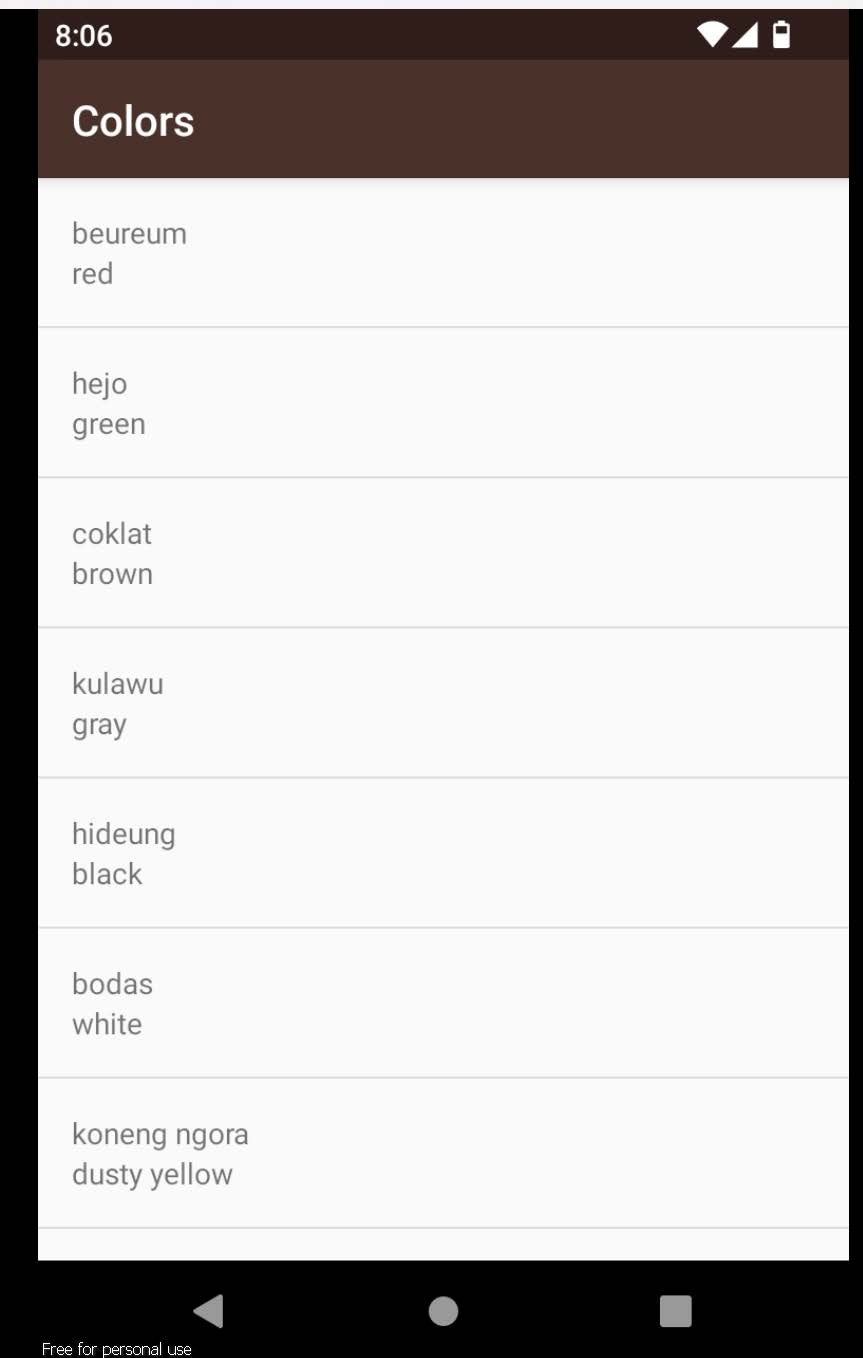 8:06
Colors
beureum
red
hejo
green
coklat
brown
kulawu
gray
hideung
black
bodas
white
koneng ngora
dusty yellow
Free for personal use